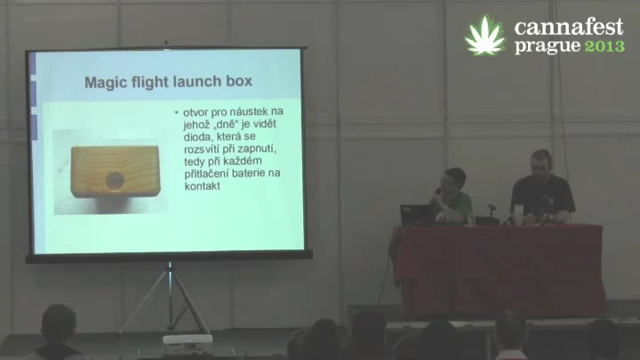 cannafest
prague 2013
Magic flight launch box
• otvor pro náustek na
jehož „dně“ je vidět
dioda, která se
rozsvítí při zapnutí,
tedy při každém
přitlačení baterie na
kontakt